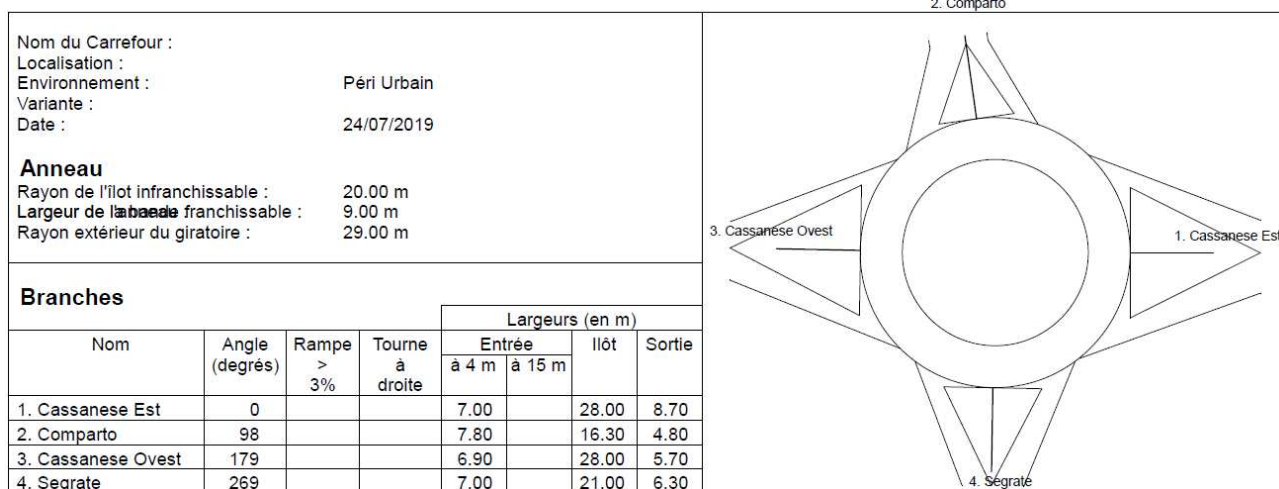 2. Comparto
Nom du Carrefour :
Localisation :
Environnement : Péri Urbain
Variante :
Date : 24/07/2019
Anneau
Rayon de l'îlot infranchissable : 20.00 m
Largeur de franchissable : 9.00 m
Rayon extérieur du giratoire : 29.00 m
3. Cassanese Ovest
1. Cassanese Est
Branches
Largeurs (en m)
Nom Angle Rampe Tourne Entrée Ilôt Sortie
(degrés) > à à 4 m à 15 m
3% droite
1. Cassanese Est 0 7.00 28.00 8.70
2. Comparto 98 7.80 16.30 4.80
3. Cassanese Ovest 179 6.90 28.00 5.70
4. Segrate 269 7.00 21.00 6.30
4. Segrate